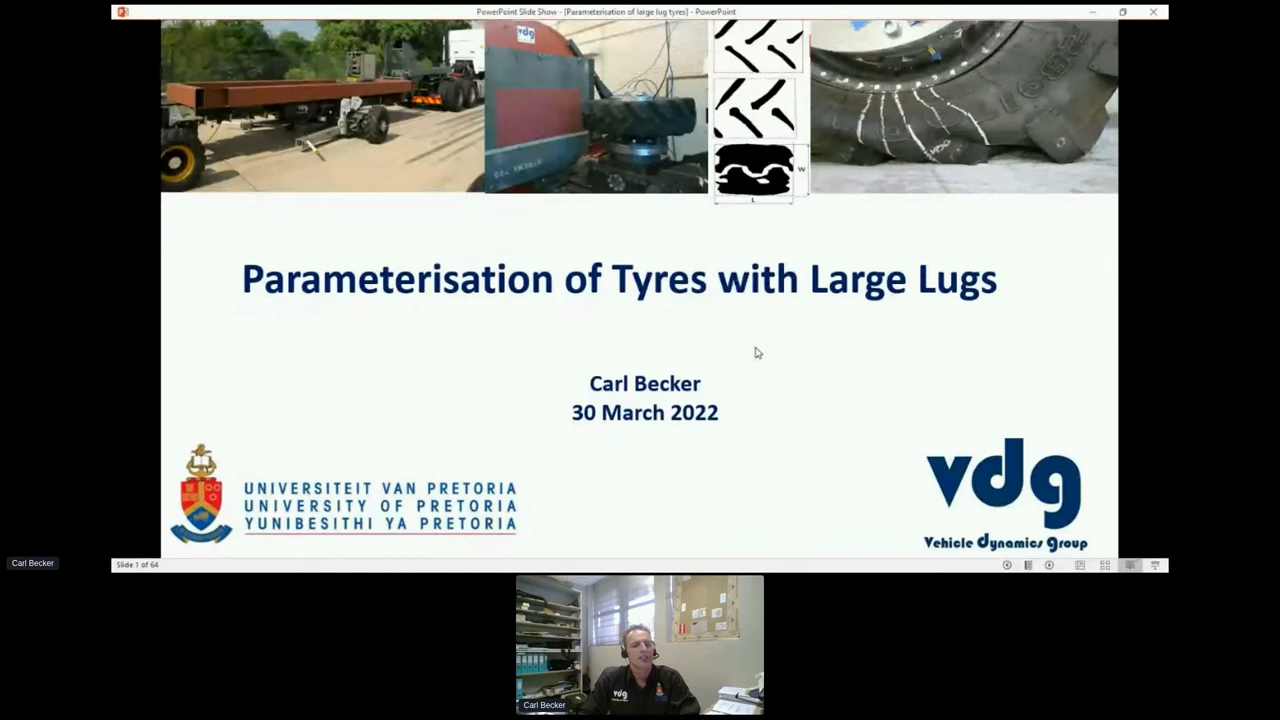 PowerPoint Slide Show - [Parameterisation of large lug tyres] - PowerPoint
vdg
W
L
Parameterisation of Tyres with Large Lugs
Carl Becker
30 March 2022
UNIVERSITEIT VAN PRETORIA
UNIVERSITY OF PRETORIA
YUNIBESITHI YA PRETORIA
vdg
Vehicle dynamics group
Carl Becker
Slide 1 of 64
vdg
Carl Becker